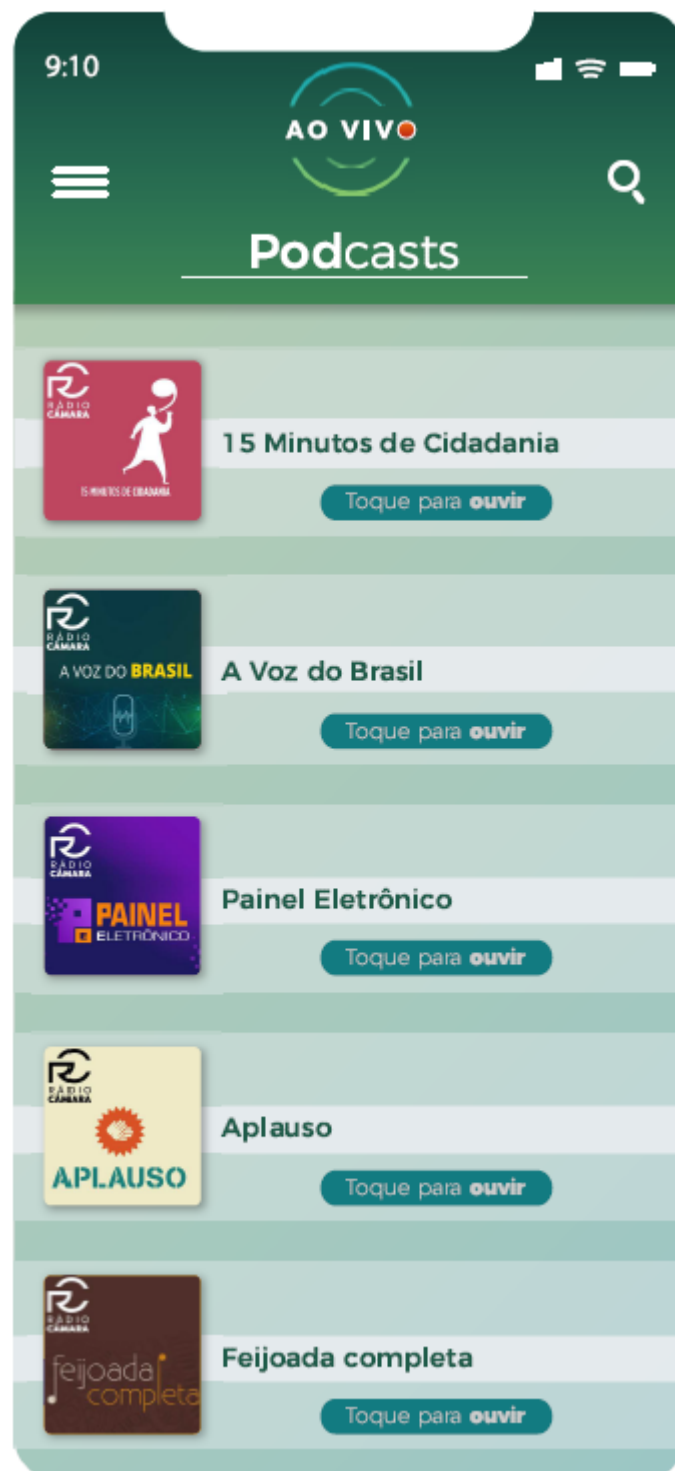 9:10
AO VIVO
Podcasts
RÁDIO
CÂMARA
15 MINUTOS DE CIDADANIA
15 Minutos de Cidadania
Toque para ouvir
RÁDIO
CÂMARA
A VOZ DO BRASIL
A Voz do Brasil
Toque para ouvir
RÁDIO
CÂMARA
PAINEL
ELETRÔNICO
Painel Eletrônico
Toque para ouvir
RÁDIO
CÂMARA
APLAUSO
Aplauso
Toque para ouvir
RÁDIO
CÂMARA
feijoada
completa
Feijoada completa
Toque para ouvir